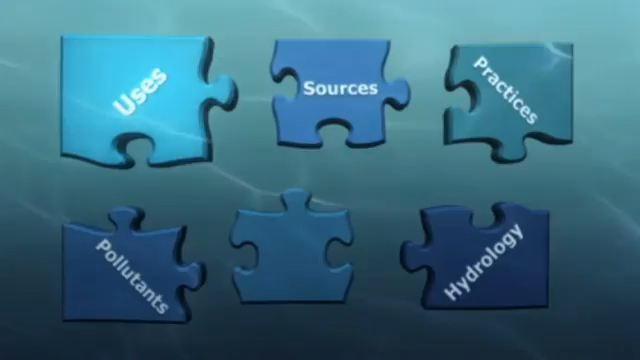 Uses
Sources
Practices
Pollutants
Hydrology